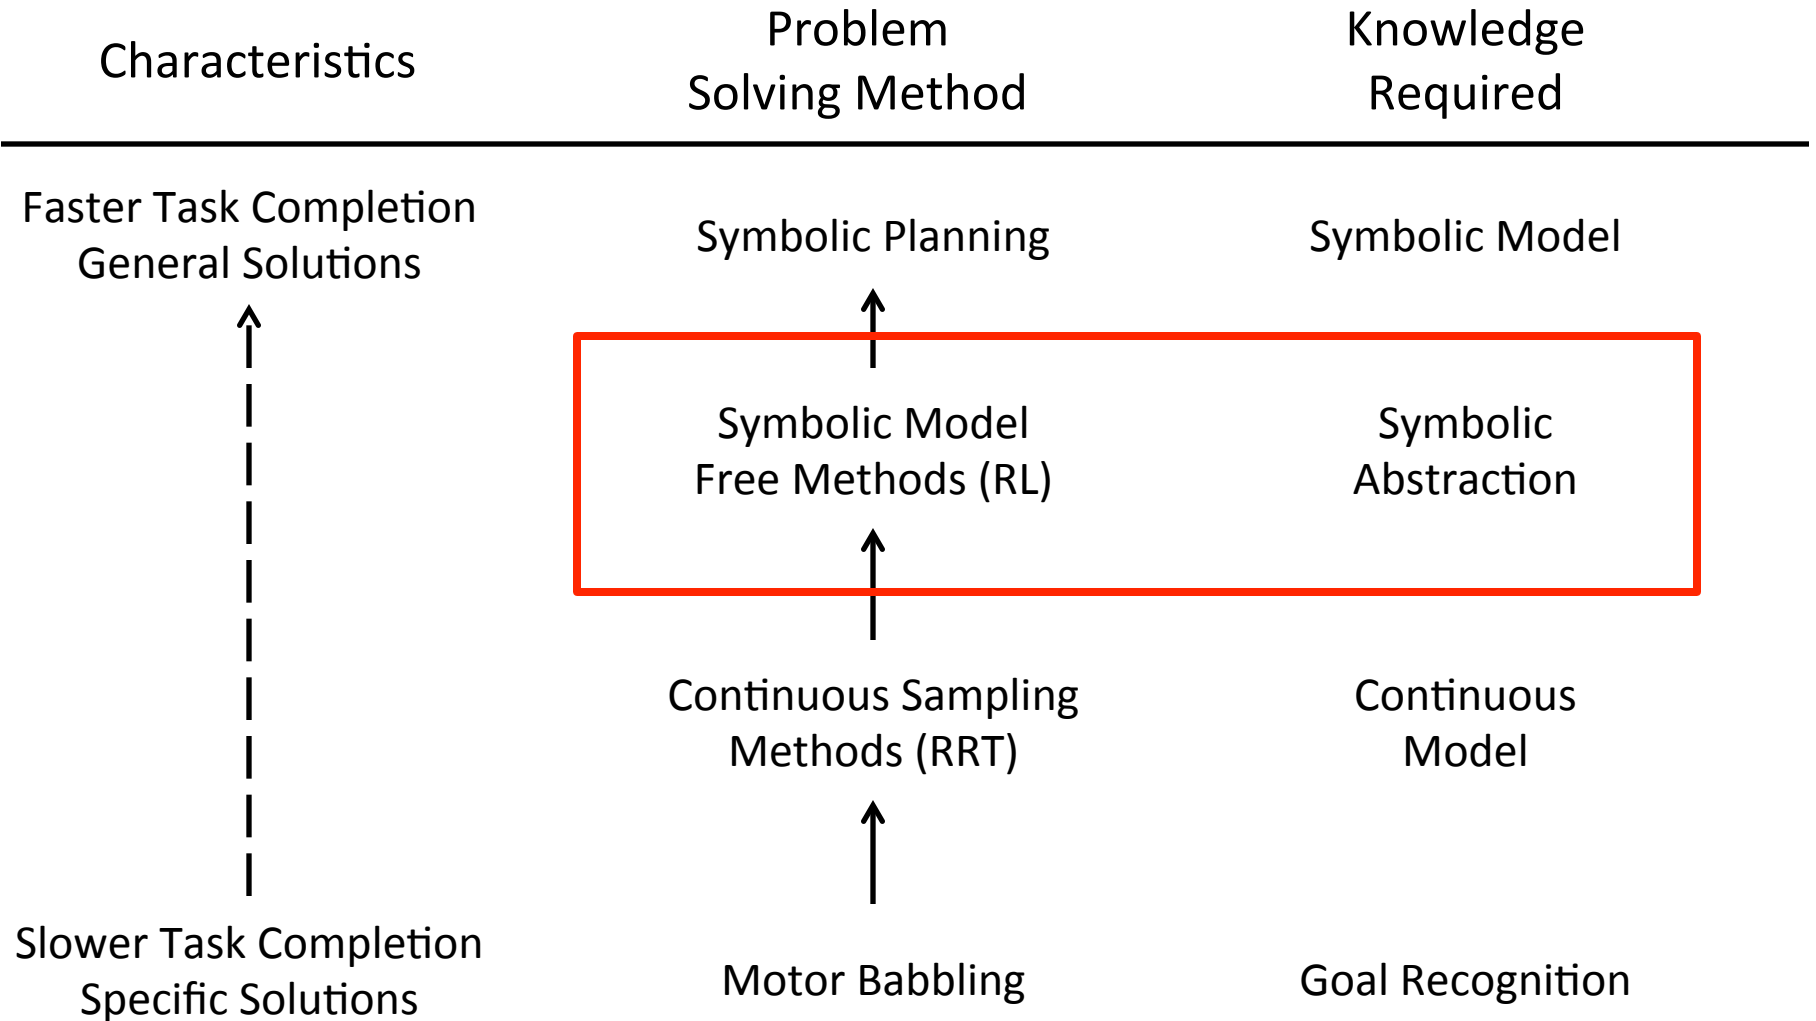 Characteristics
Problem
Solving Method
Knowledge
Required
Faster Task Completion
General Solutions
Symbolic Planning
Symbolic Model
Symbolic Model
Free Methods (RL)
Symbolic
Abstraction
Continuous Sampling
Methods (RRT)
Continuous
Model
Slower Task Completion
Specific Solutions
Motor Babbling
Goal Recognition